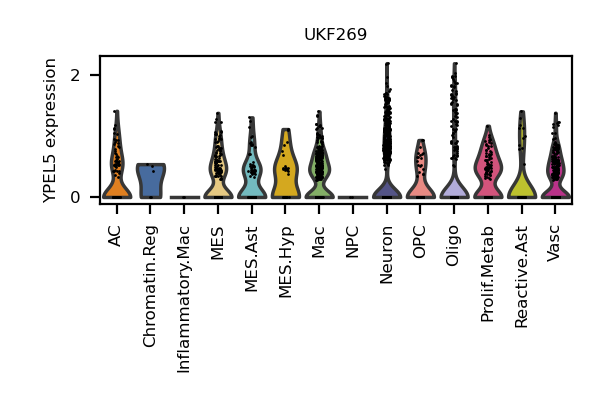 UKF269
YPEL5 expression
2
0
AC
Chromatin.Reg
Inflammatory.Mac
MES
MES.Ast
MES.Hyp
Mac
NPC
Neuron
OPC
Oligo
Prolif.Metab
Reactive.Ast
Vasc